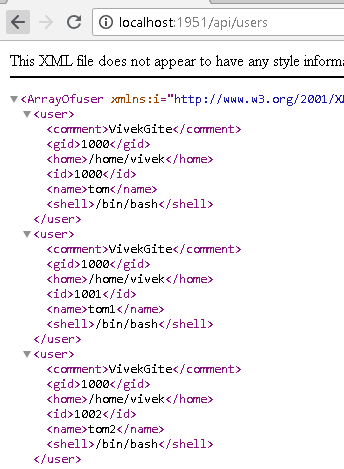 localhost:1951/api/users
This XML file does not appear to have any style informa
<ArrayOfuser xmlns:i="http://www.w3.org/2001/X
<user>
<comment>VivekGite</comment>
<gid>1000</gid>
<home>/home/vivek</home>
<id>1000</id>
<name>tom</name>
<shell>/bin/bash</shell>
</user>
<user>
<comment>VivekGite</comment>
<gid>1000</gid>
<home>/home/vivek</home>
<id>1001</id>
<name>tom1</name>
<shell>/bin/bash</shell>
</user>
<user>
<comment>VivekGite</comment>
<gid>1000</gid>
<home>/home/vivek</home>
<id>1002</id>
<name>tom2</name>
<shell>/bin/bash</shell>